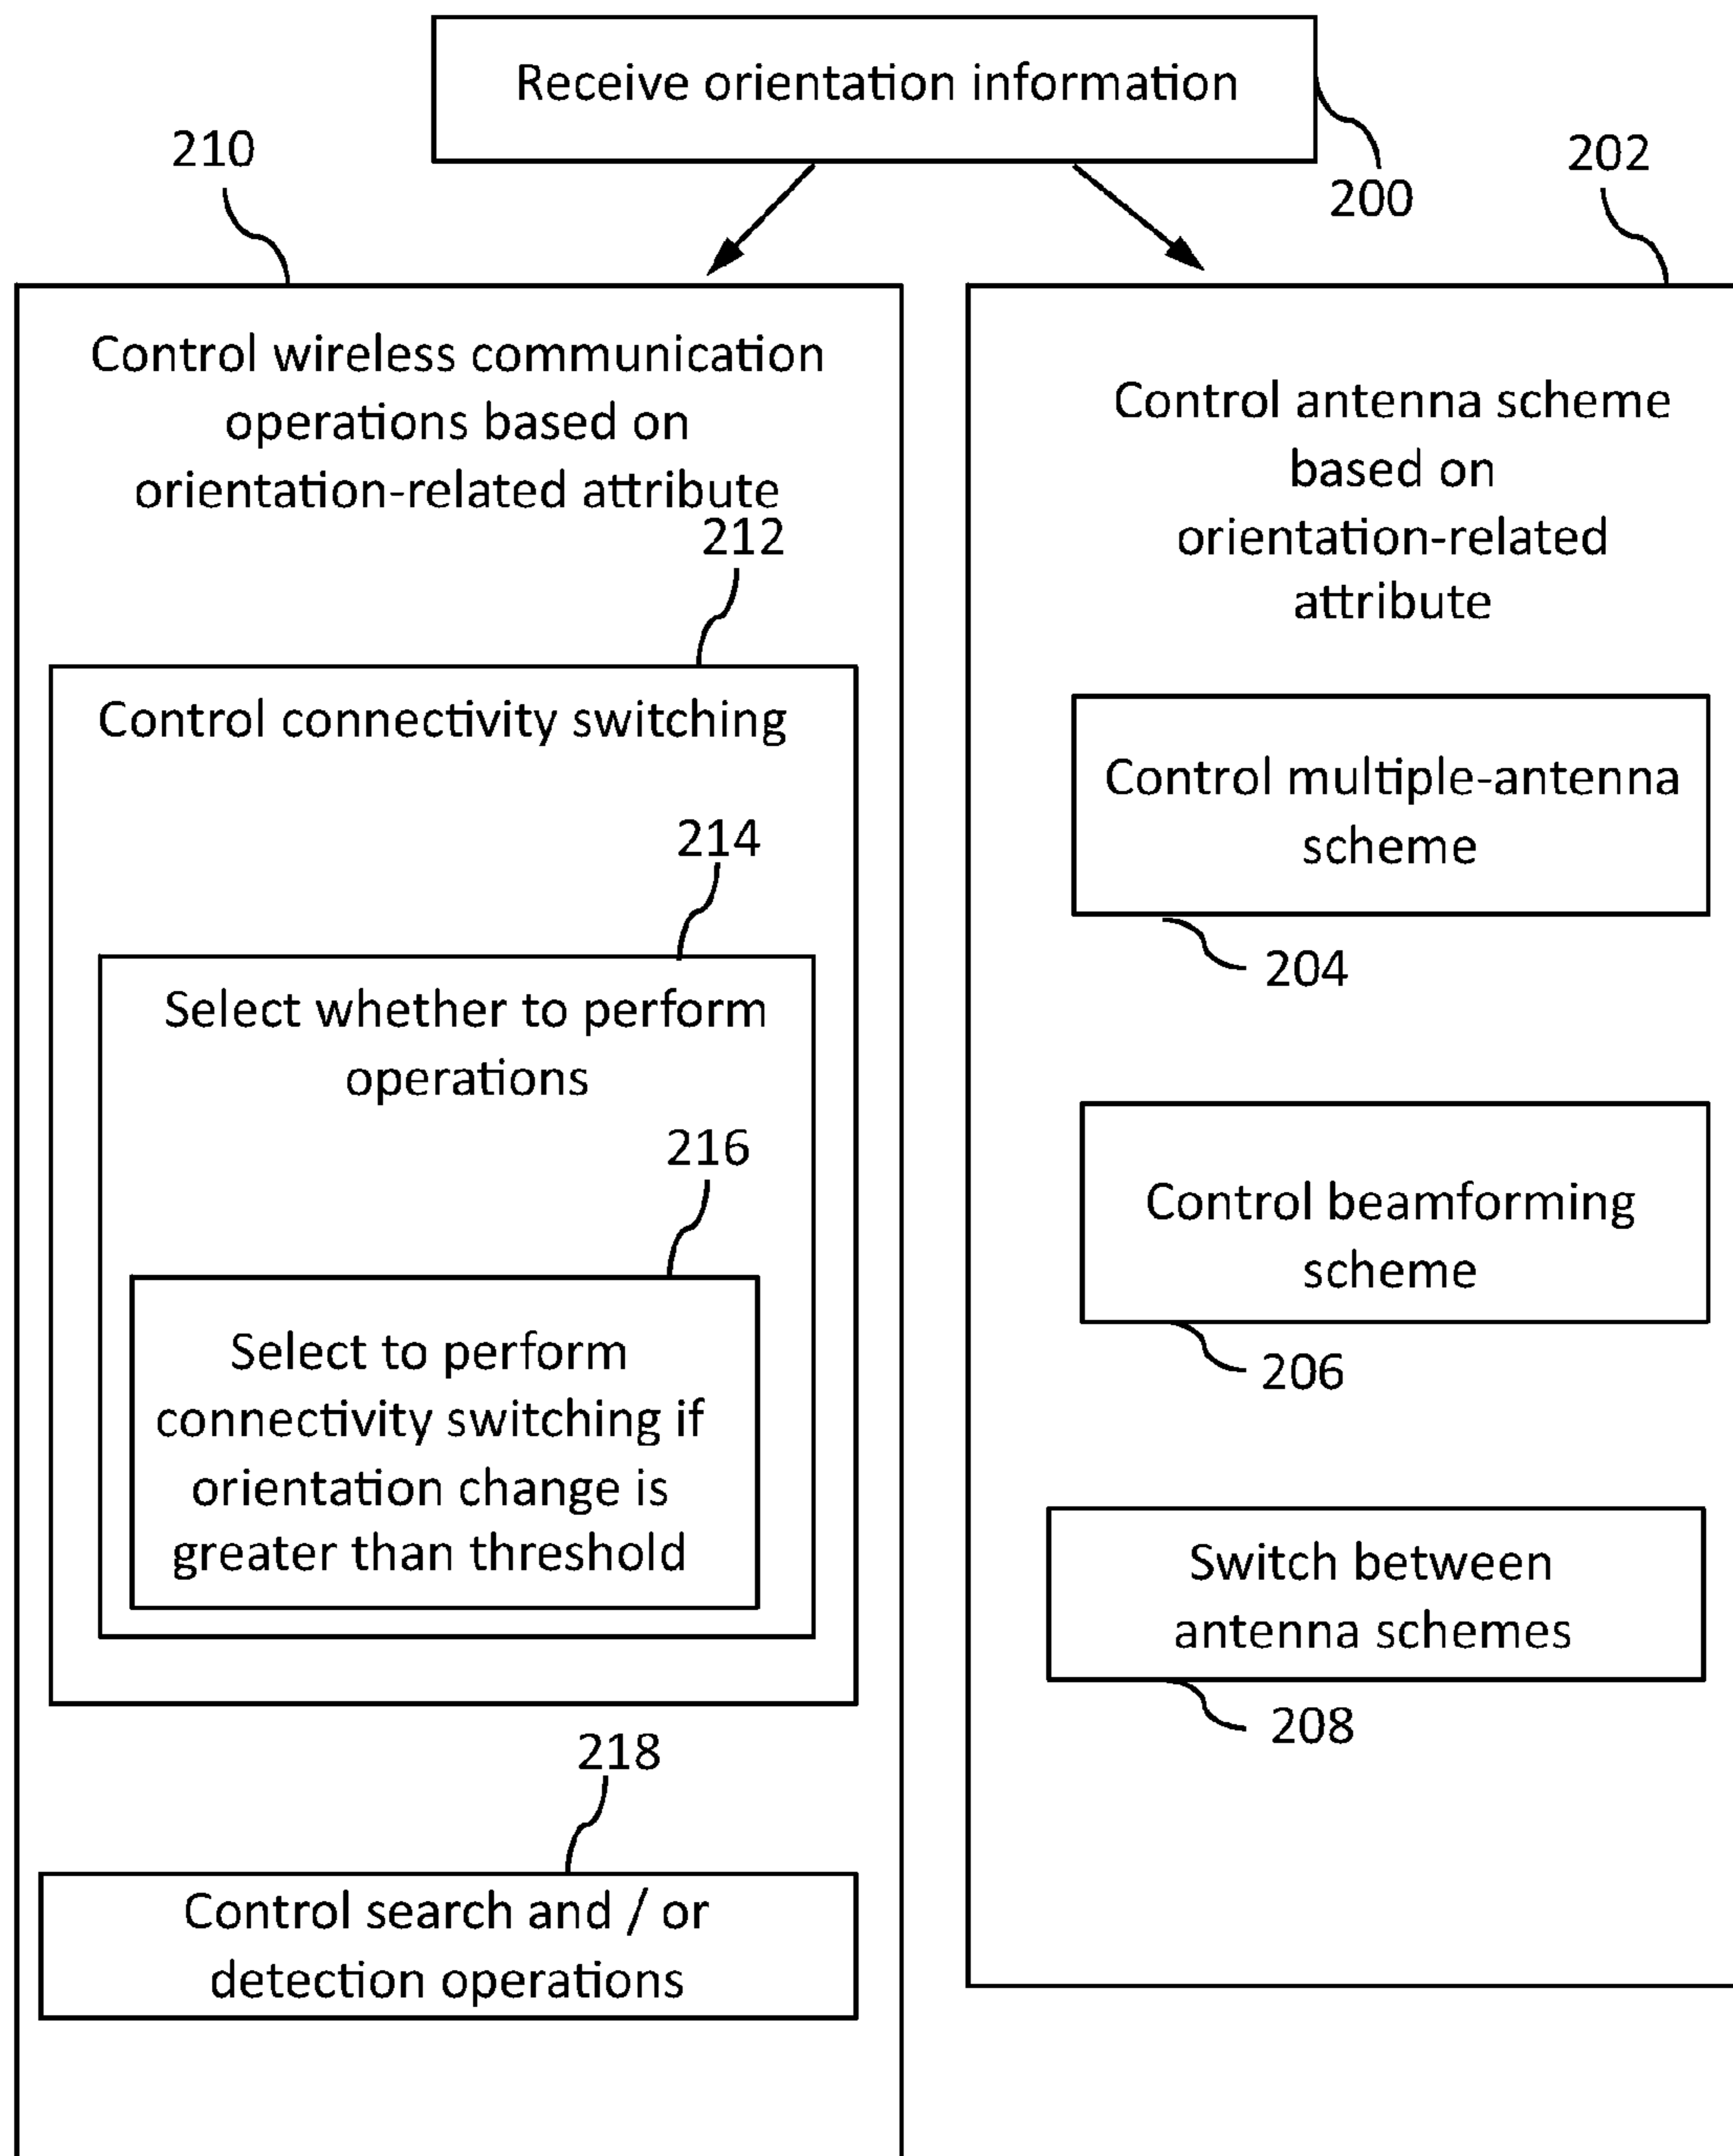 Receive orientation information
200
210
Control wireless communication
operations based on
orientation-related attribute
212
Control connectivity switching
214
Select whether to perform
operations
216
Select to perform
connectivity switching if
orientation change is
greater than threshold
218
Control search and / or
detection operations
202
Control antenna scheme
based on
orientation-related
attribute
Control multiple-antenna
scheme
204
Control beamforming
scheme
206
Switch between
antenna schemes
208